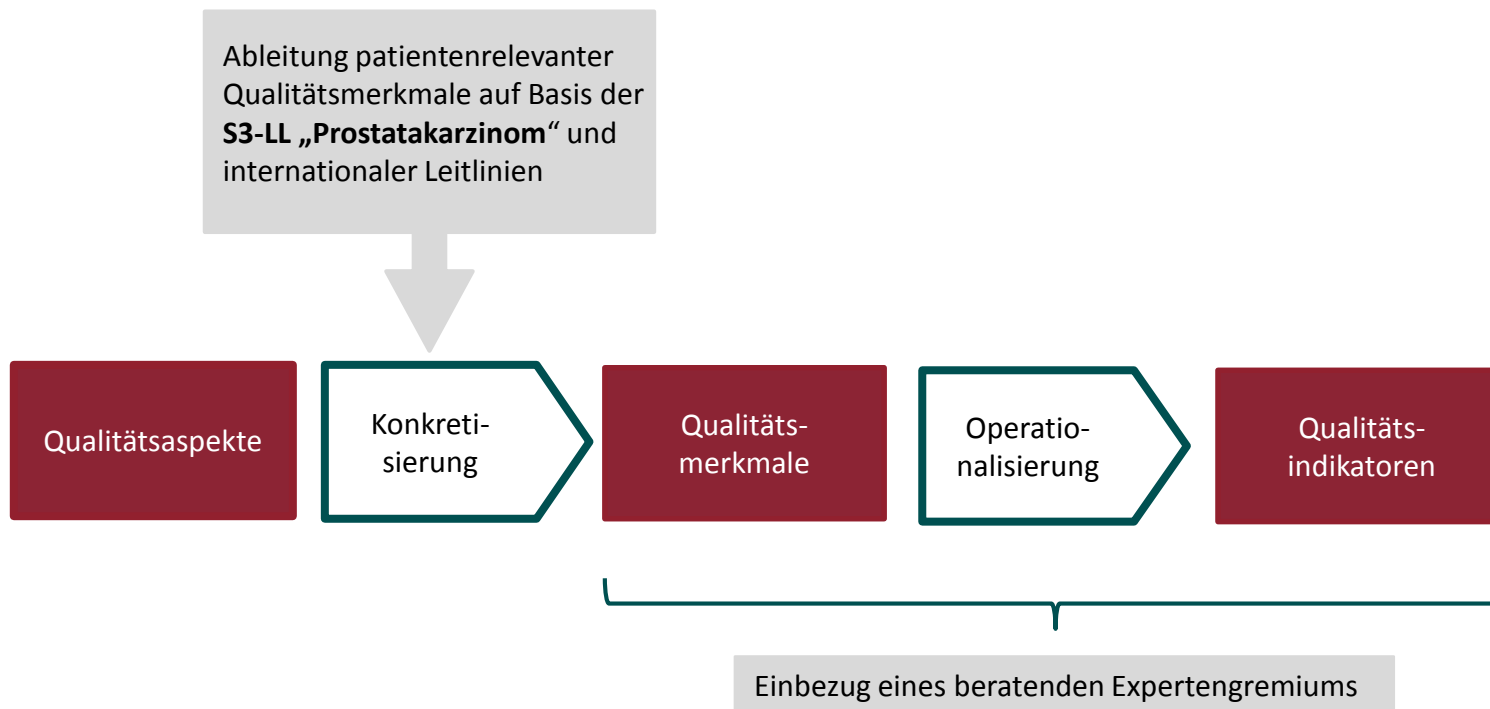 Ableitung patientenrelevanter
Qualitätsmerkmale auf Basis der
S3-LL „Prostatakarzinom“ und
internationaler Leitlinien
Qualitätsaspekte
Konkreti-
sierung
Qualitäts-
merkmale
Operatio-
nalisierung
Qualitäts-
indikatoren
Einbezug eines beratenden Expertengremiums